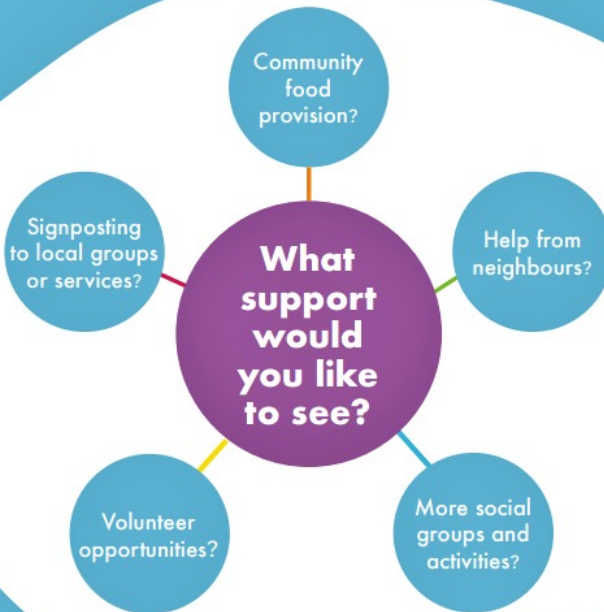 Community
food
provision?
Signposting
to local groups
or services?
What
support
would
you like
to see?
Help from
neighbours?
Volunteer
opportunities?
More social
groups and
activities?